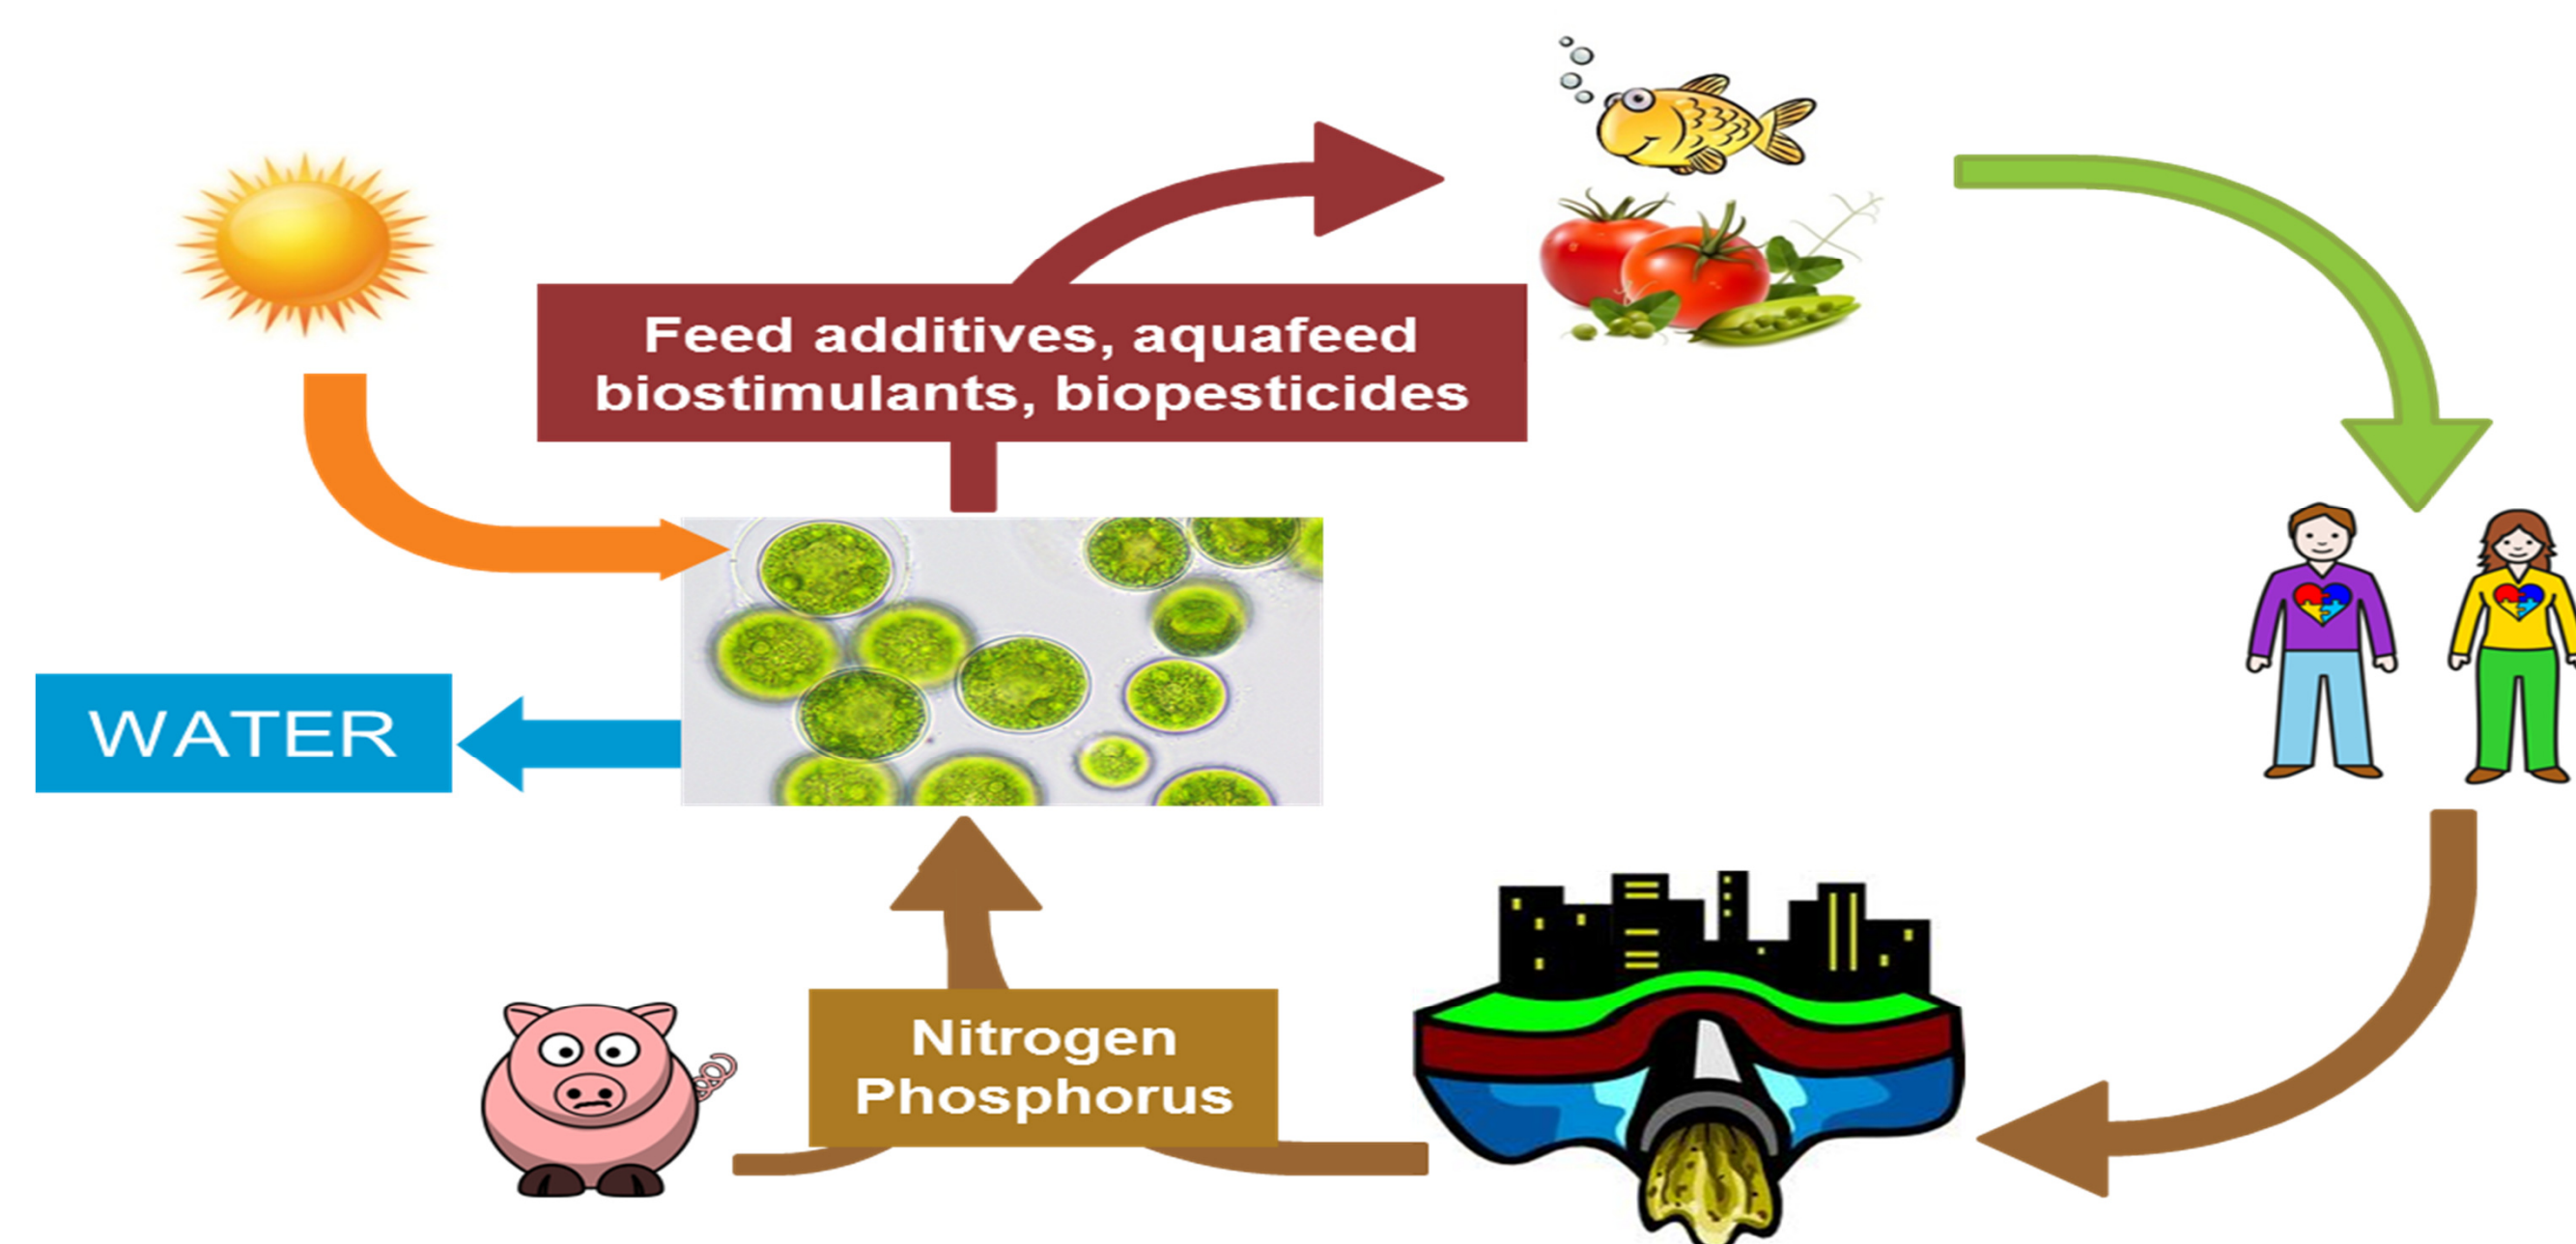 Feed additives, aquafeed
biostimulants, biopesticides
WATER
Nitrogen
Phosphorus